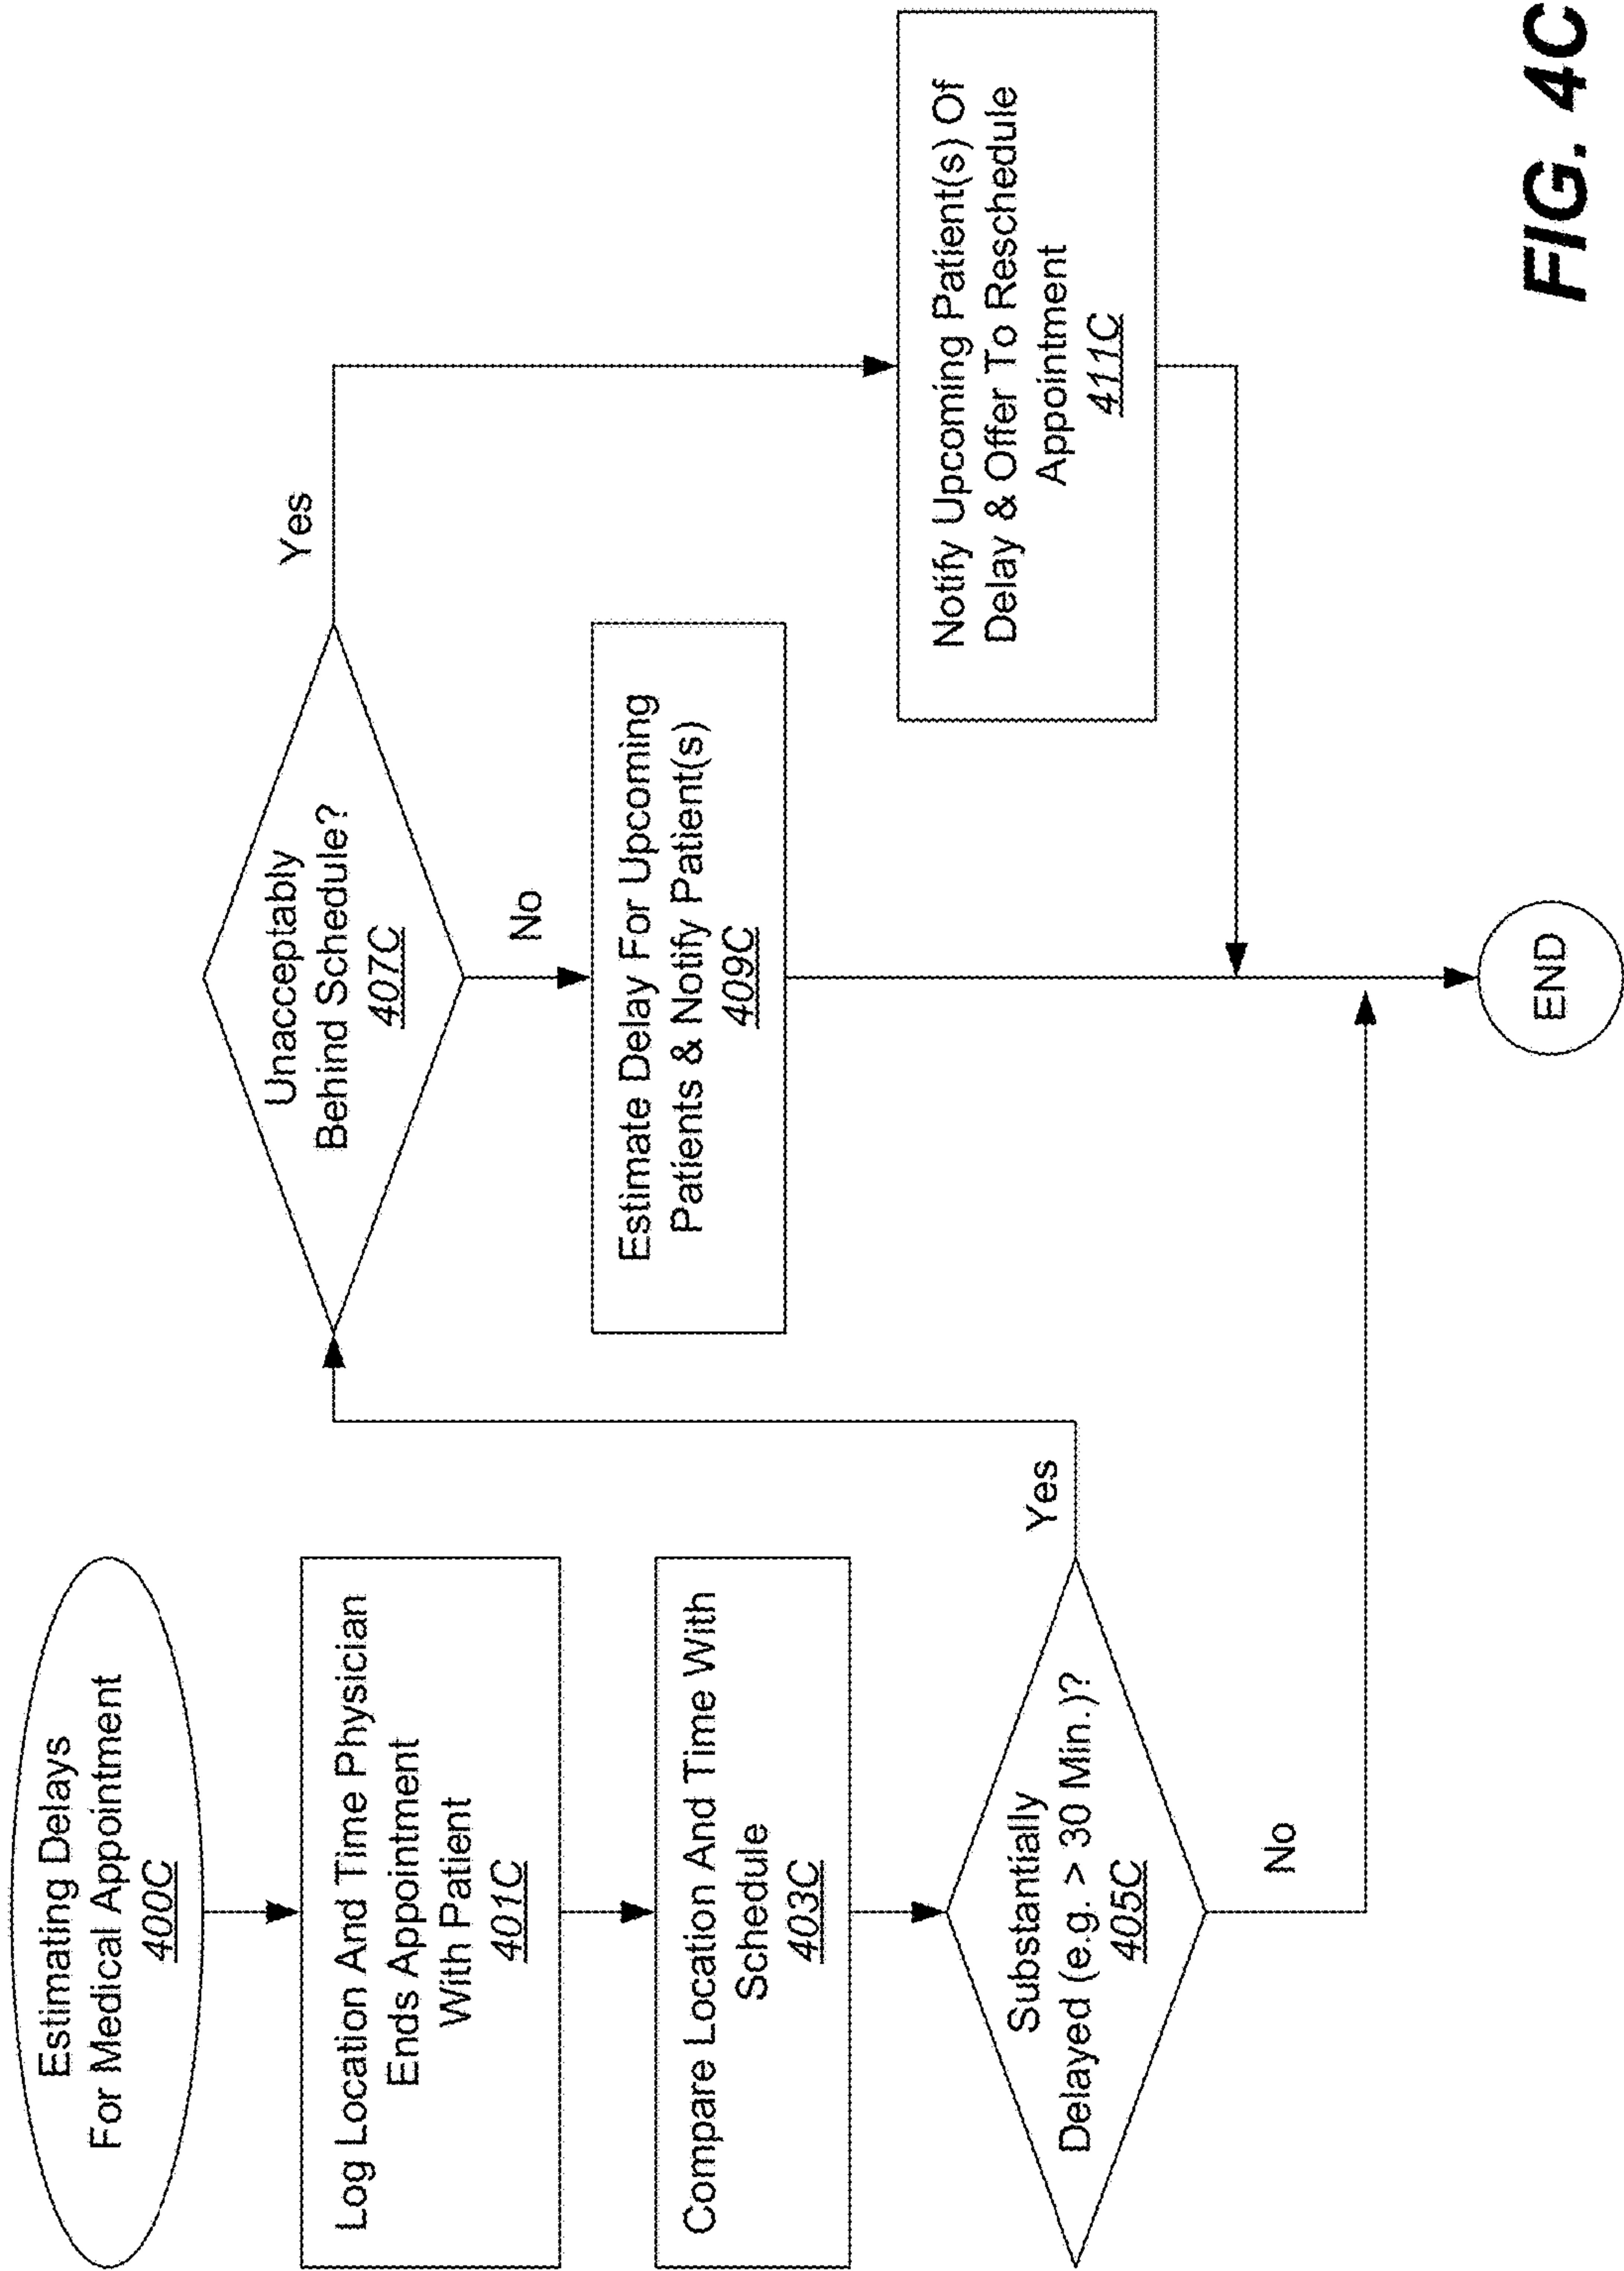 Estimating Delays
For Medical Appointment
400C
Log Location And Time Physician
Ends Appointment
With Patient
401C
Compare Location And Time With
Schedule
403C
Substantially
Delayed (e.g. > 30 Min.)?
405C
Yes
No
Unacceptably
Behind Schedule?
407C
Yes
No
Estimate Delay For Upcoming
Patients & Notify Patient(s)
409C
Notify Upcoming Patient(s) Of
Delay & Offer To Reschedule
Appointment
411C
END
FIG. 4C